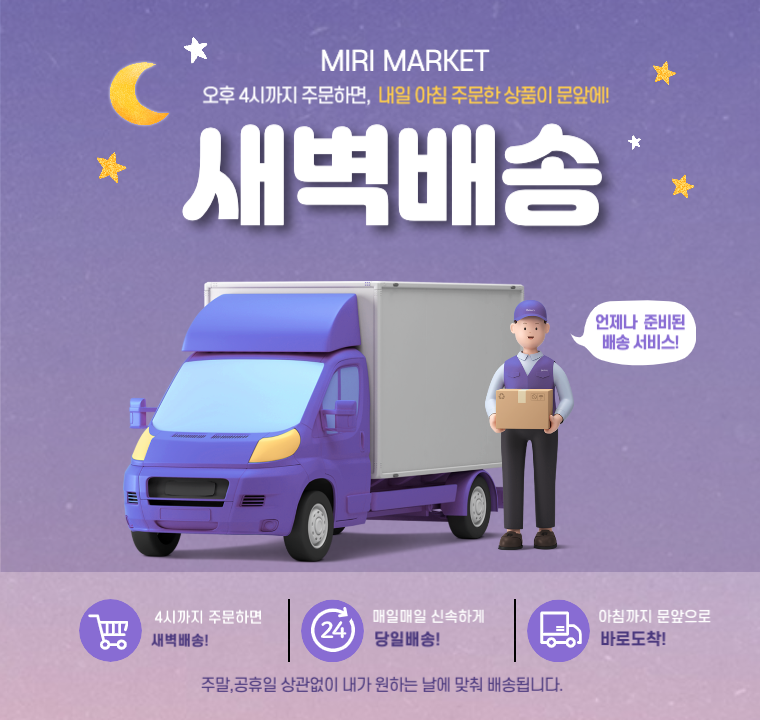 MIRI MARKET
오후 4시까지 주문하면, 내일 아침 주문한 상품이 문앞에!
새벽배송
언제나 준비된
배송 서비스!
4시까지 주문하면
새벽배송!
24
매일매일 신속하게
당일배송!
아침까지 문앞으로
바로도착!
주말,공휴일 상관없이 내가 원하는 날에 맞춰 배송됩니다.